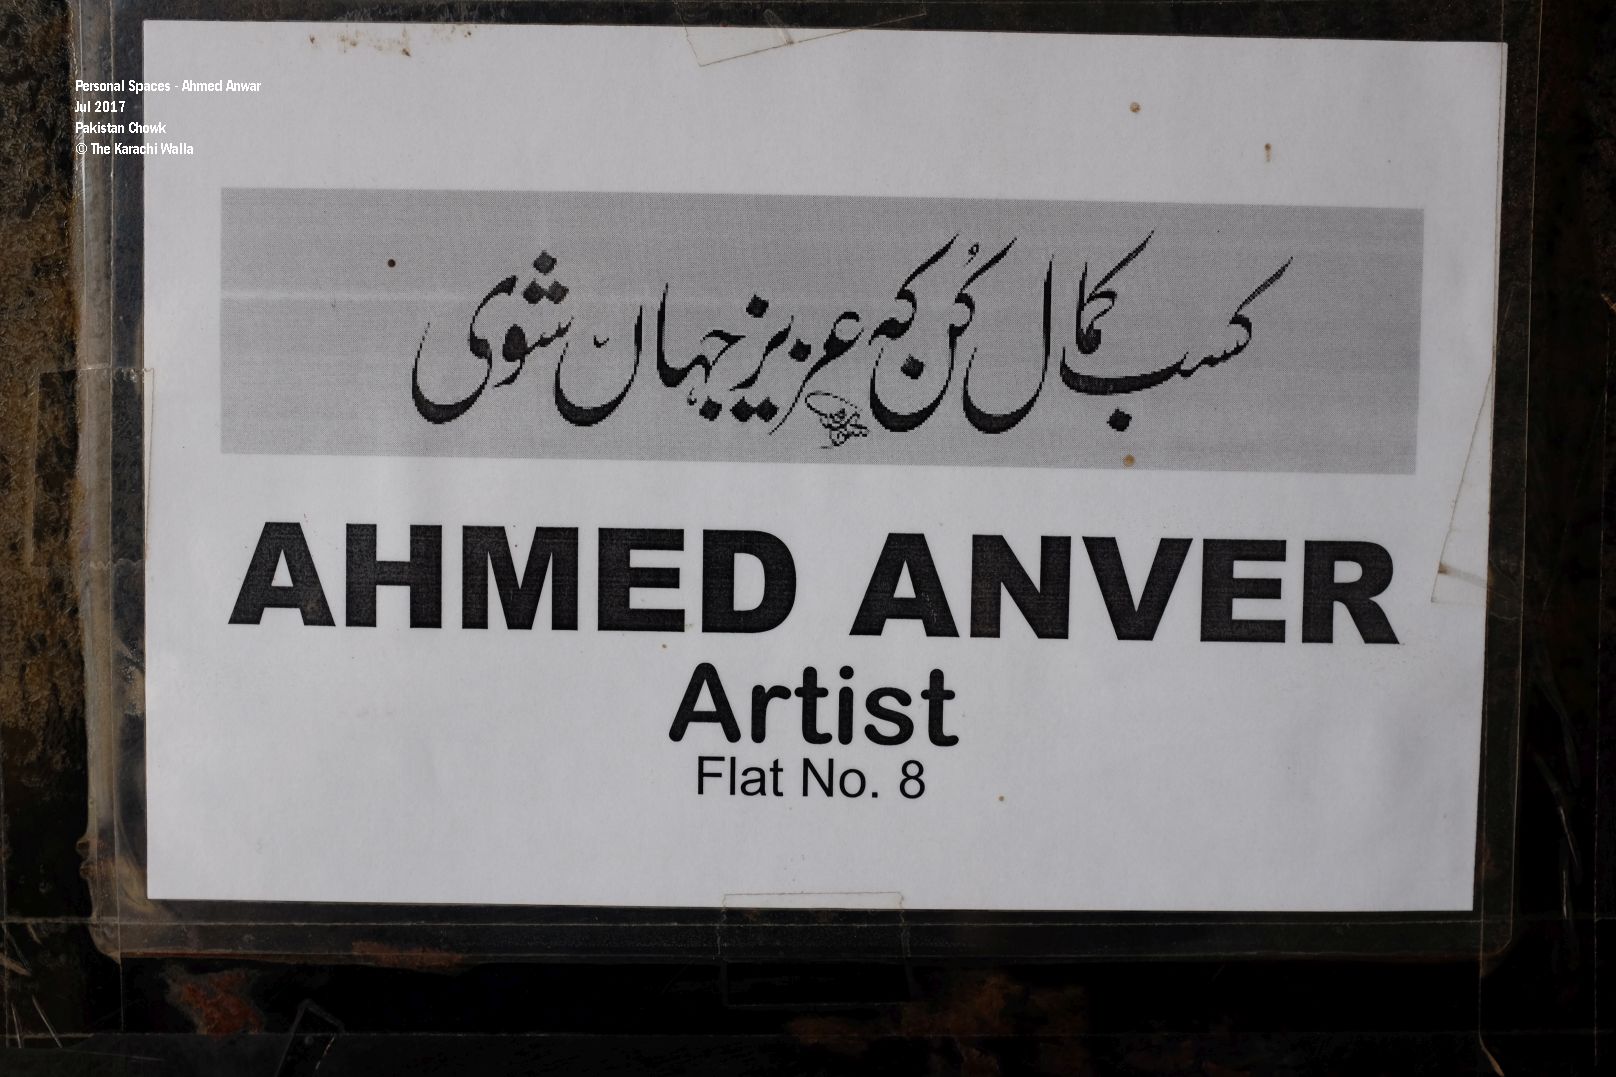 Personal Spaces - Ahmed Anwar
Jul 2017
Pakistan Chowk
© The Karachi Walla
کسب کمال کُن کہ عزیز جہاں شوی
AHMED ANVER
Artist
Flat No. 8